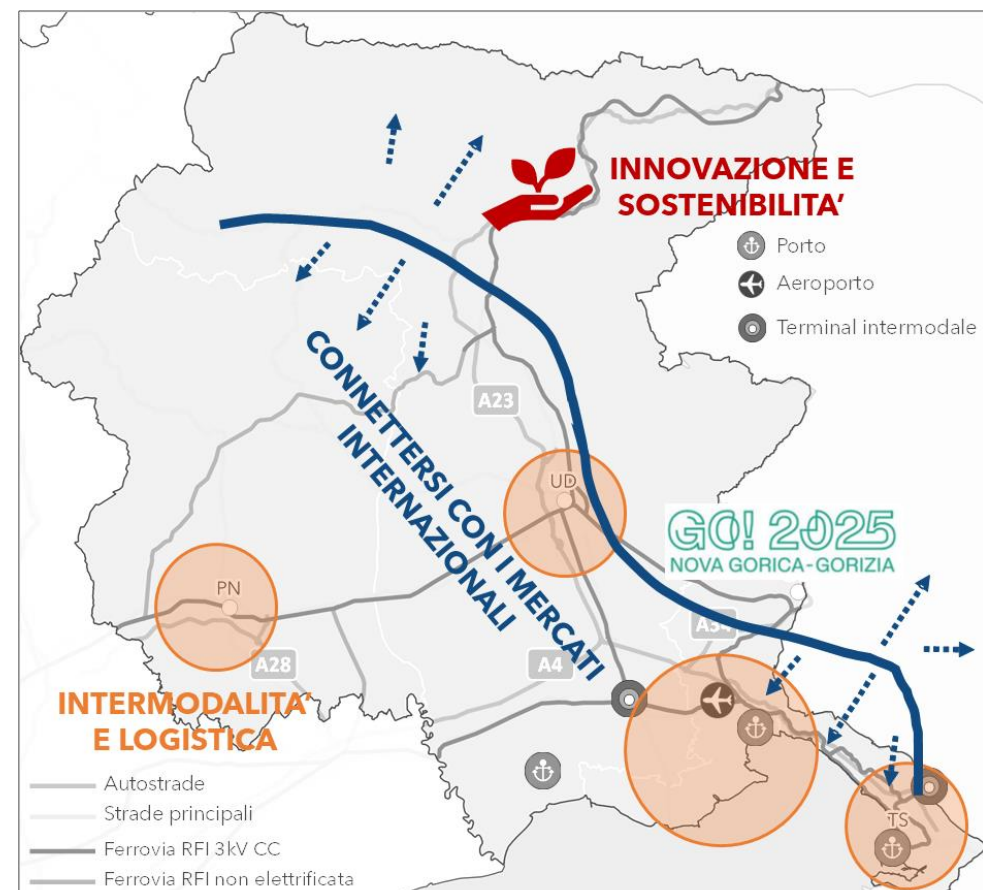 INNOVAZIONE E
SOSTENIBILITA'
Porto
Aeroporto
Terminal intermodale
CONNETTERSI CON I MERCATI
INTERNAZIONALI
A23
UD
GO! 2025
NOVA GORICA-GORIZIA
PN
A34
A28
A4
INTERMODALITA'
E LOGISTICA
TS
Autostrade
Strade principali
Ferrovia RFI 3kV CC
Ferrovia RFI non elettrificata